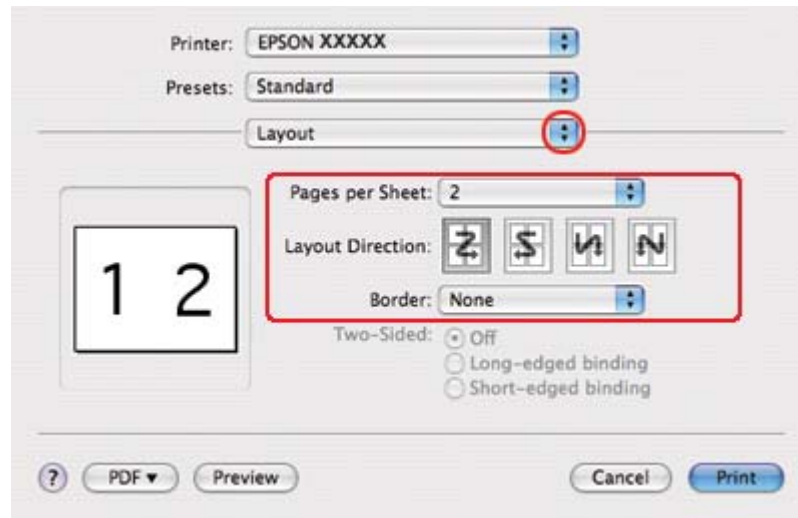 Printer: EPSON XXXXX
Presets: Standard
Layout
Pages per Sheet: 2
Layout Direction:
Border: None
Two-Sided: Off
Long-edged binding
Short-edged binding
1 2
? PDF Preview Cancel Print